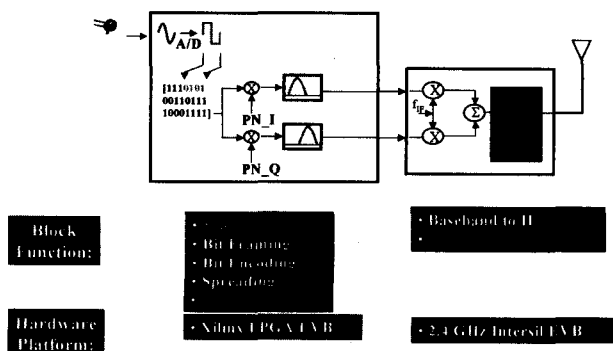 A/D
[1110101
00110111
10001111]
PN_I
PN_Q
X
X
X
X
f_IF
Σ
Block
Function:
• Bit Framing
• Bit Encoding
• Spreading
•
• Baseband to IF
•
Hardware
Platform:
• Xilinx FPGA EVB
• 2.4 GHz Intersil EVB